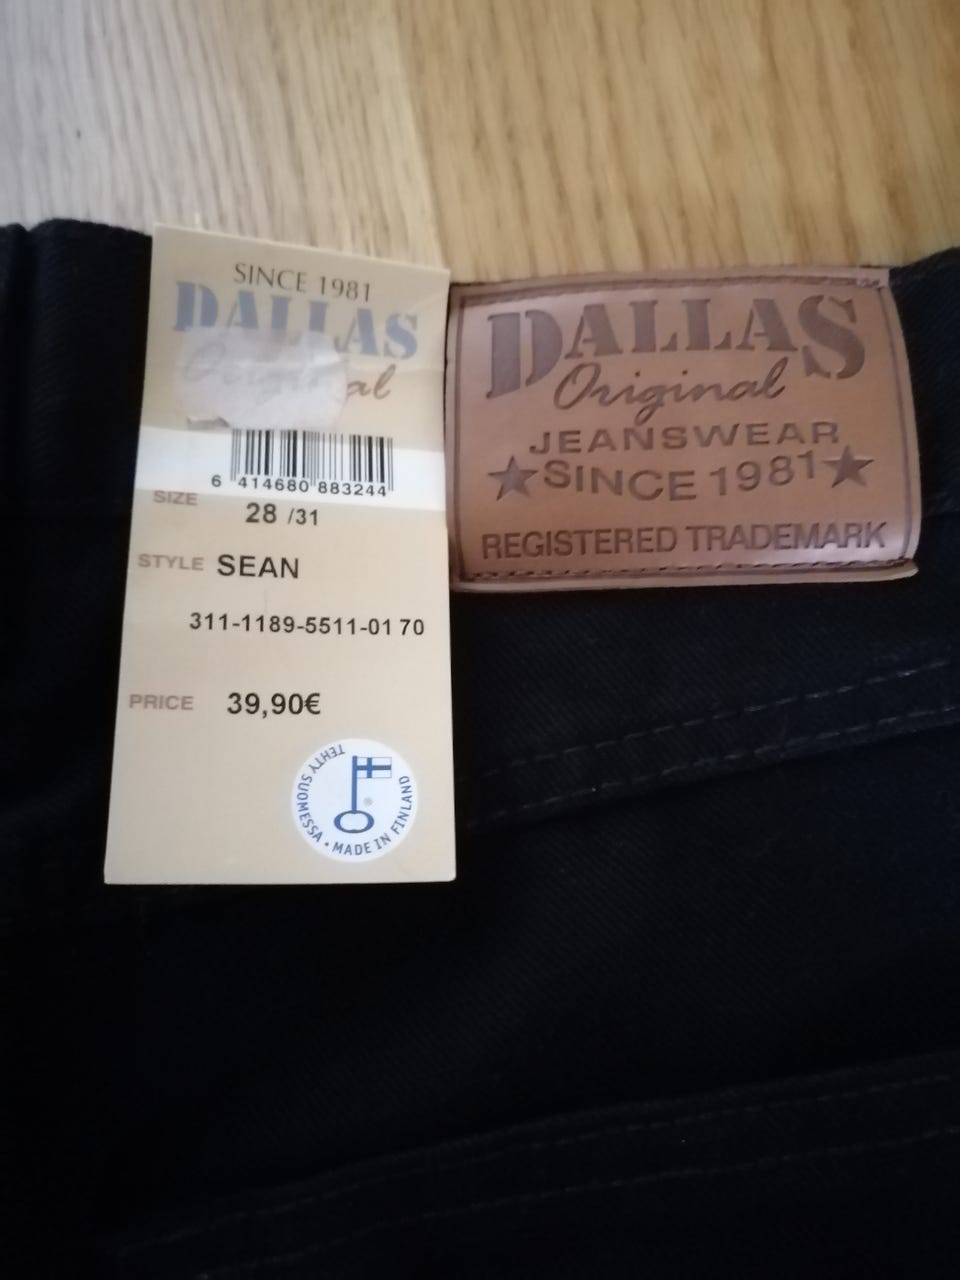 SINCE 1981
DALLAS
Original
6 414680 883244
SIZE 28 /31
STYLE SEAN
311-1189-5511-01 70
PRICE 39,90€
TEHTY SUOMESSA • MADE IN FINLAND
®
DALLAS
Original
JEANSWEAR
★SINCE 1981★
REGISTERED TRADEMARK